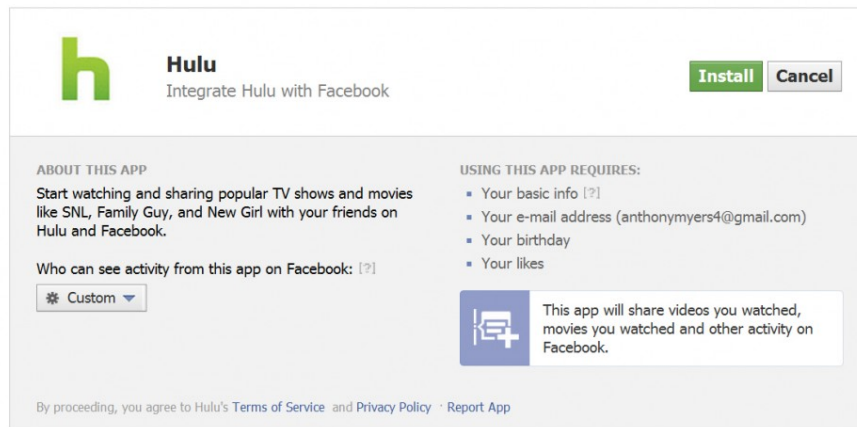 h
Hulu
Integrate Hulu with Facebook
Install
Cancel
ABOUT THIS APP
Start watching and sharing popular TV shows and movies
like SNL, Family Guy, and New Girl with your friends on
Hulu and Facebook.
Who can see activity from this app on Facebook: [?]
Custom
USING THIS APP REQUIRES:
Your basic info [?]
Your e-mail address (anthonymyers4@gmail.com)
Your birthday
Your likes
This app will share videos you watched,
movies you watched and other activity on
Facebook.
By proceeding, you agree to Hulu's Terms of Service and Privacy Policy · Report App